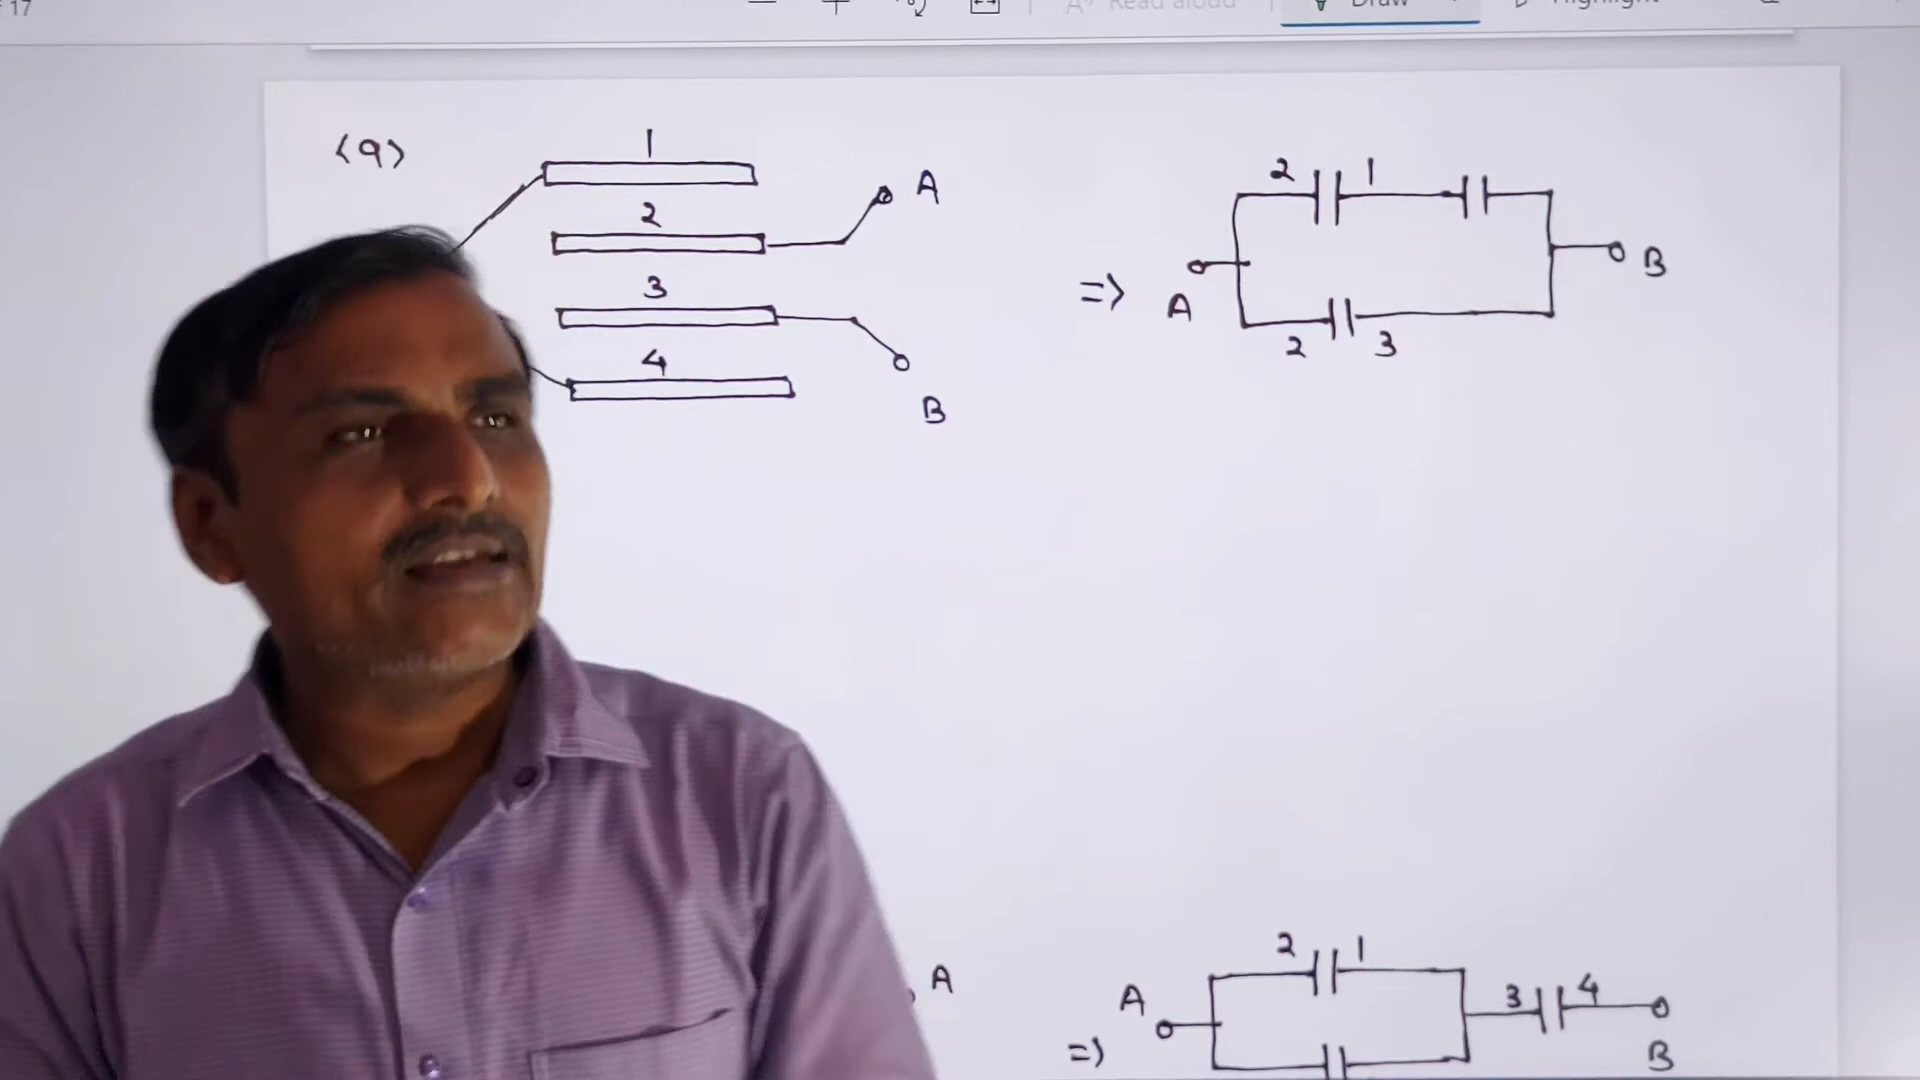 17
Read aloud
Draw
Highlight
(9)
1
2
3
4
A
B
=>
2 1
A
B
2 3
A
=>
A
2 1
3 4
B